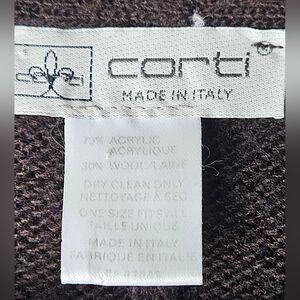 corti®
MADE IN ITALY
70% ACRYLIC
ACRYLIQUE
30% WOOL/LAINE
DRY CLEAN ONLY
NETTOYAGE À SEC
ONE SIZE FITS ALL
TAILLE UNIQUE
MADE IN ITALY
FABRIQUÉ EN ITALIE